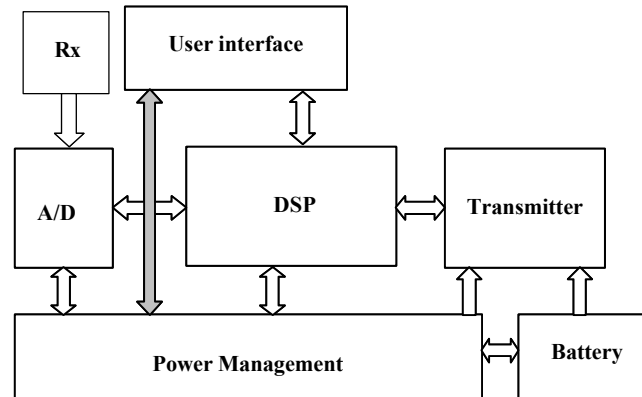 Rx
User interface
A/D
DSP
Transmitter
Power Management
Battery